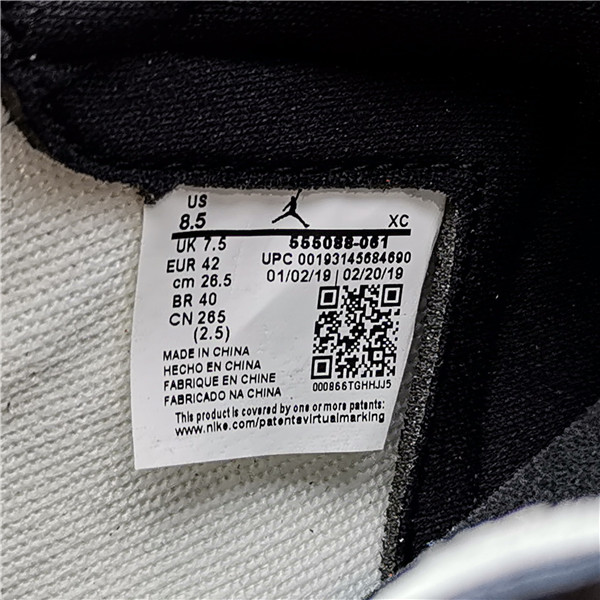 US
8.5
XC
UK 7.5
555088-061
EUR 42
UPC 00193145684690
cm 26.5
01/02/19 | 02/20/19
BR 40
CN 265
(2.5)
MADE IN CHINA
HECHO EN CHINA
FABRIQUE EN CHINE
FABRICADO NA CHINA
000866TGHHJJ5
This product is covered by one or more patents:
www.nike.com/patentsvirtualmarking